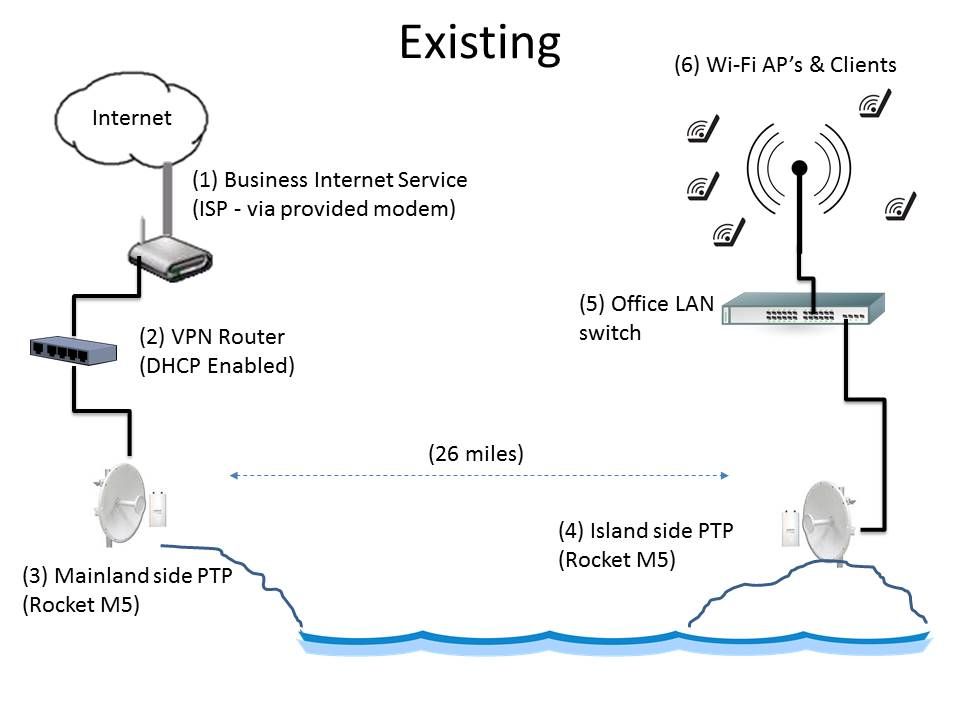 Existing
(6) Wi-Fi AP’s & Clients
Internet
(1) Business Internet Service
(ISP - via provided modem)
(5) Office LAN
switch
(2) VPN Router
(DHCP Enabled)
(26 miles)
(4) Island side PTP
(Rocket M5)
(3) Mainland side PTP
(Rocket M5)